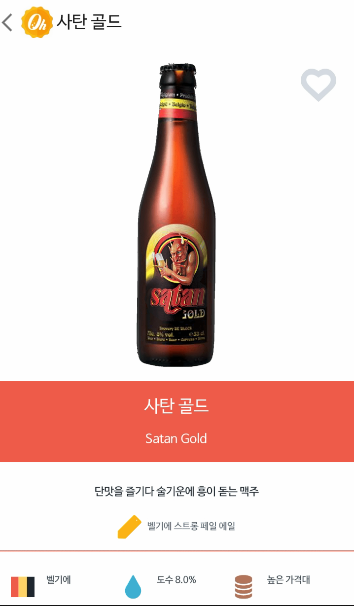 Oh 사탄 골드
satan
GOLD
사탄 골드
Satan Gold
단맛을 즐기다 술기운에 흥이 돋는 맥주
벨기에 스트롱 페일 에일
벨기에 도수 8.0% 높은 가격대